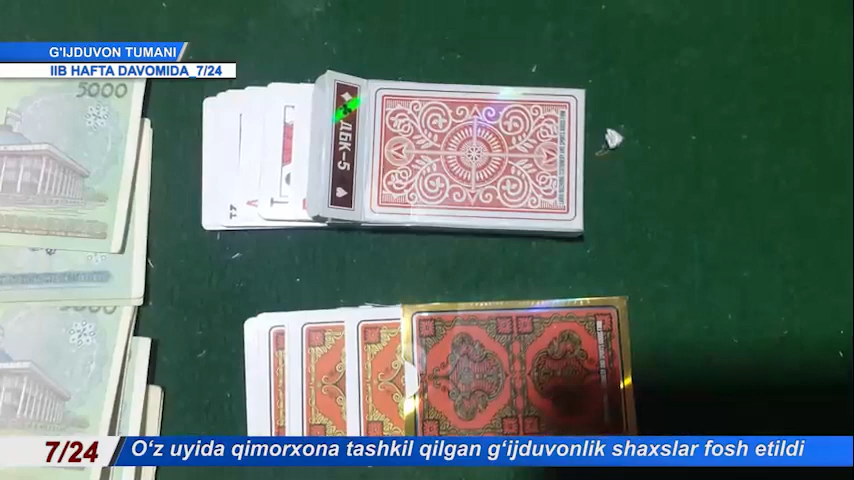 G'IJDUVON TUMANI
IIB HAFTA DAVOMIDA_7/24
5000
ДБК-5
5000
7/24
O‘z uyida qimorxona tashkil qilgan g‘ijduvonlik shaxslar fosh etildi